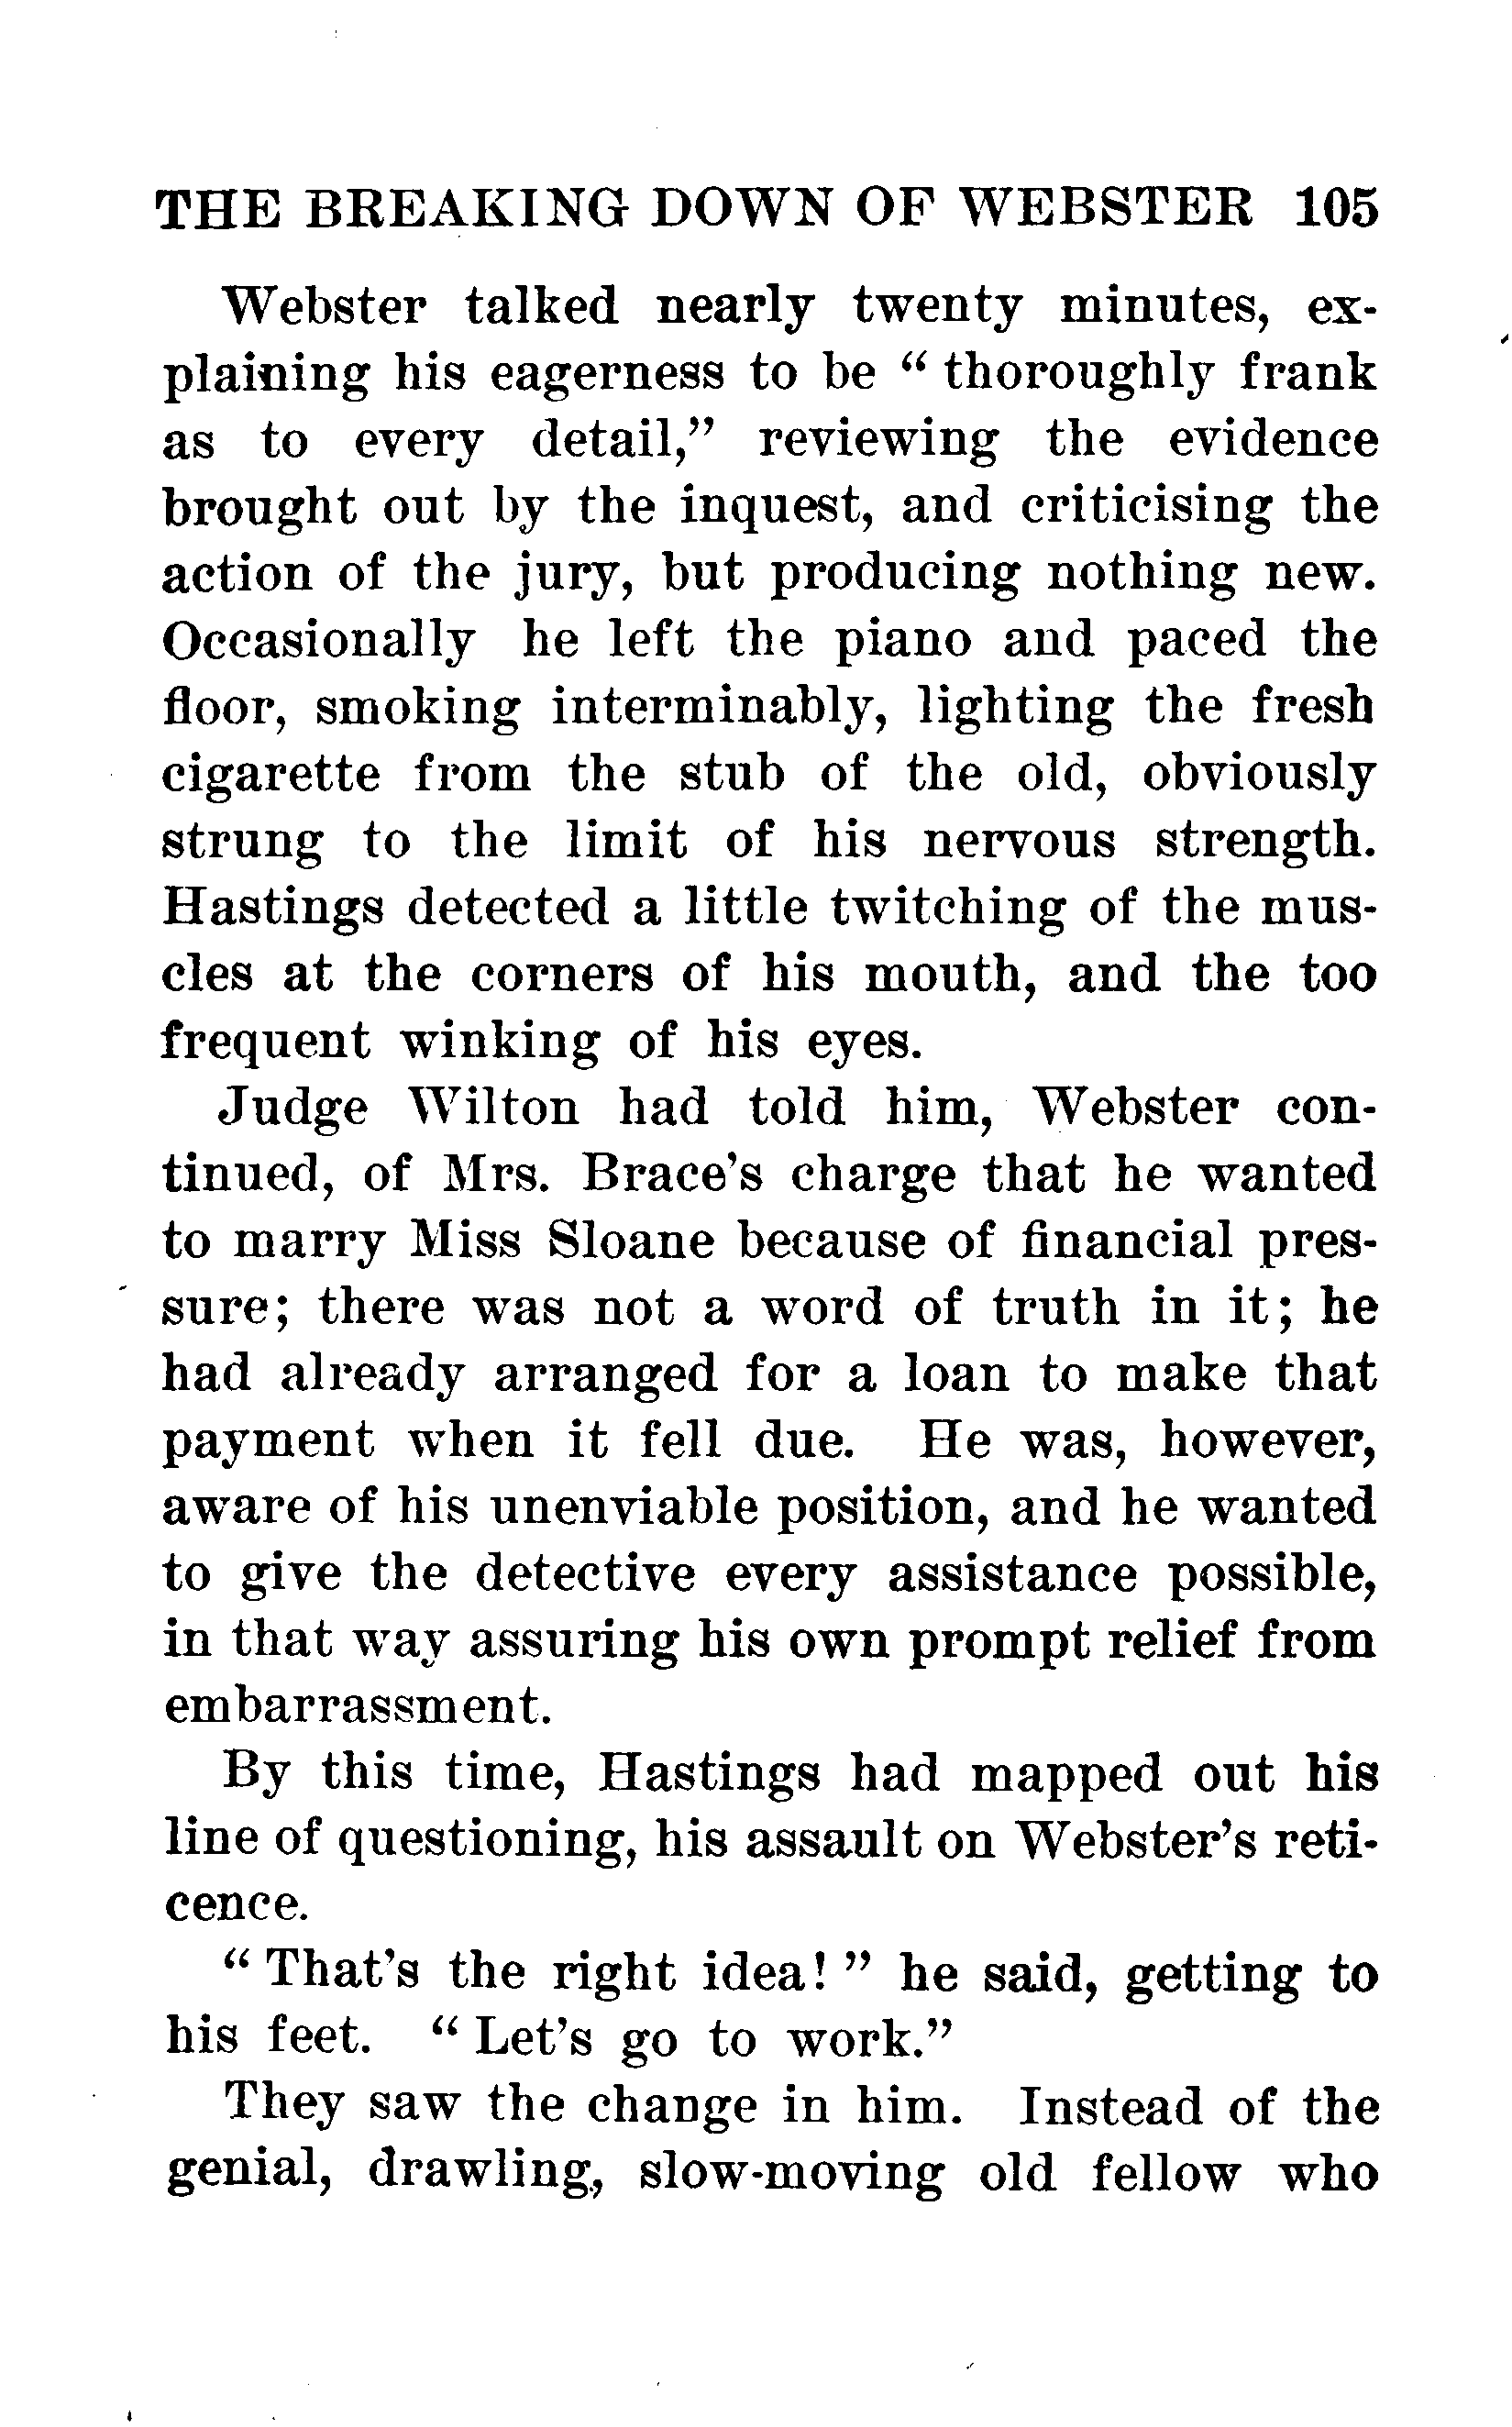 THE BREAKING DOWN OF WEBSTER 105
Webster talked nearly twenty minutes, ex-
plaining his eagerness to be “ thoroughly frank
as to every detail,” reviewing the evidence
brought out by the inquest, and criticising the
action of the jury, but producing nothing new.
Occasionally he left the piano and paced the
floor, smoking interminably, lighting the fresh
cigarette from the stub of the old, obviously
strung to the limit of his nervous strength.
Hastings detected a little twitching of the mus-
cles at the corners of his mouth, and the too
frequent winking of his eyes.
Judge Wilton had told him, Webster con-
tinued, of Mrs. Brace’s charge that he wanted
to marry Miss Sloane because of financial pres-
sure; there was not a word of truth in it; he
had already arranged for a loan to make that
payment when it fell due. He was, however,
aware of his unenviable position, and he wanted
to give the detective every assistance possible,
in that way assuring his own prompt relief from
embarrassment.
By this time, Hastings had mapped out his
line of questioning, his assault on Webster’s reti-
cence.
“ That’s the right idea! ” he said, getting to
his feet. “ Let’s go to work.”
They saw the change in him. Instead of the
genial, drawling, slow-moving old fellow who